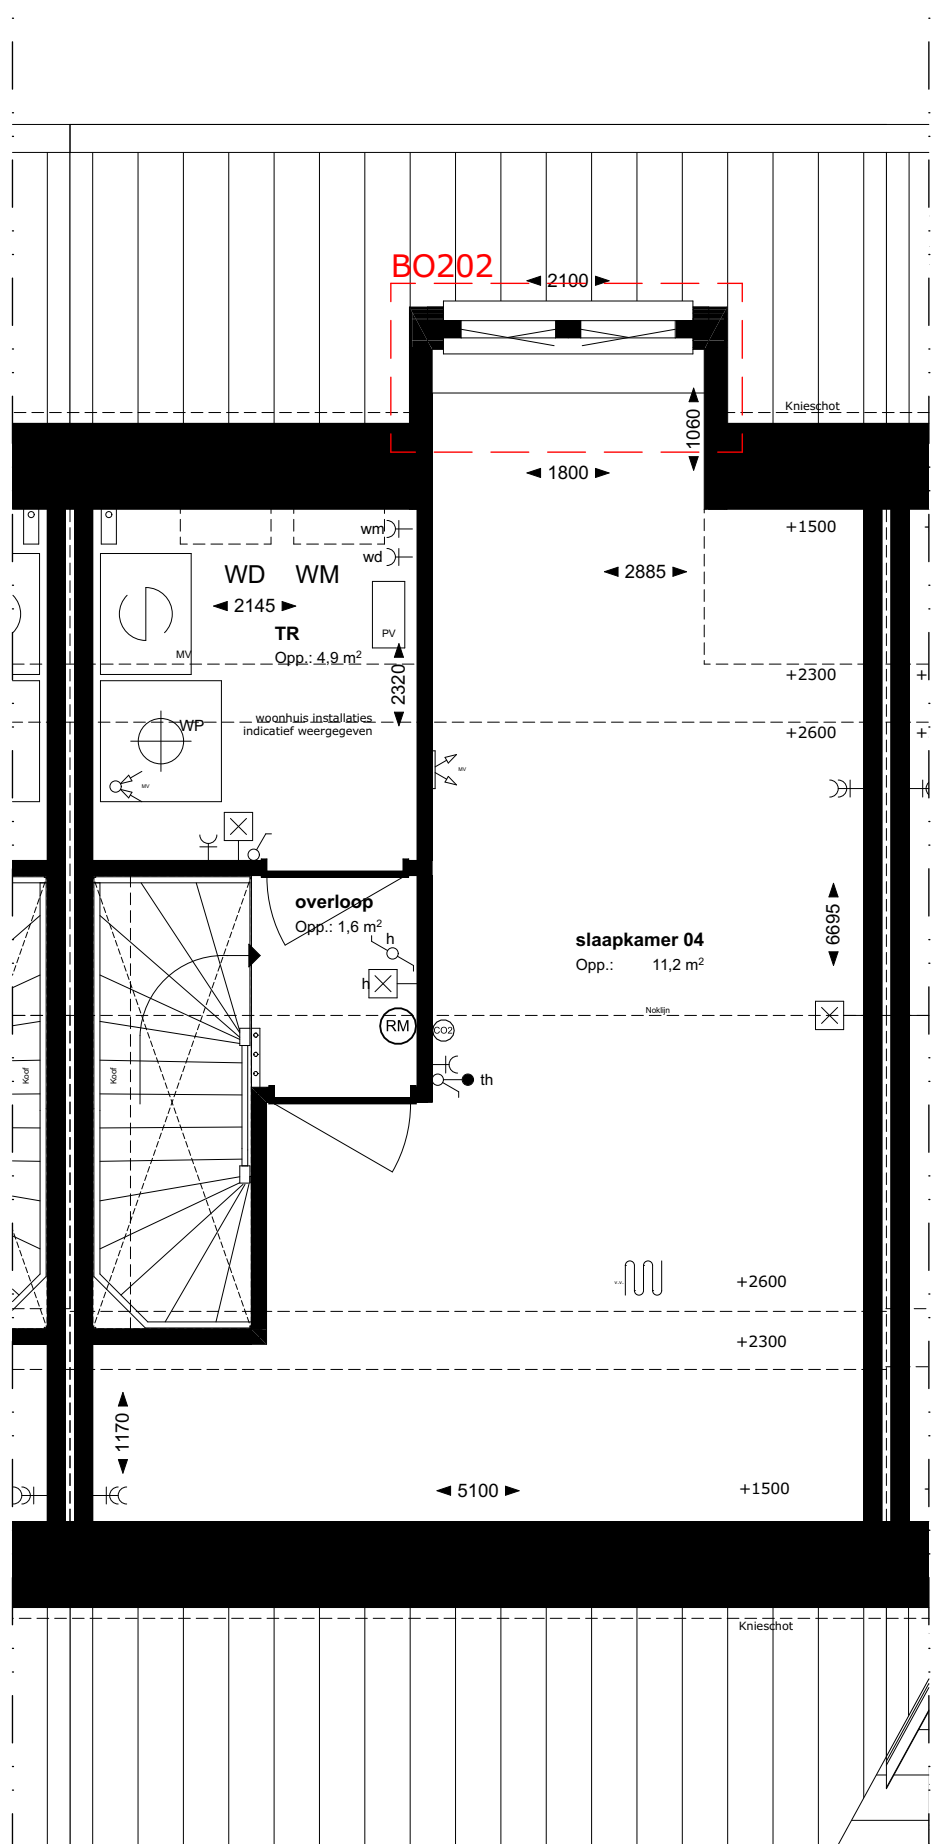 BO202
2100
Knieschot
1060
1800
+1500
wm
wd
WD WM
2885
2145
TR
PV
Opp.: 4,9 m²
MV
2320
+2300
+
woonhuis installaties
indicatief weergegeven
WP
+2600
+
MV
MV
overloop
Opp.: 1,6 m²
h
6695
slaapkamer 04
Opp.: 11,2 m²
h
Noklijn
RM
CO2
Koof
Koof
th
v.v.
+2600
+2300
1170
5100
+1500
Knieschot